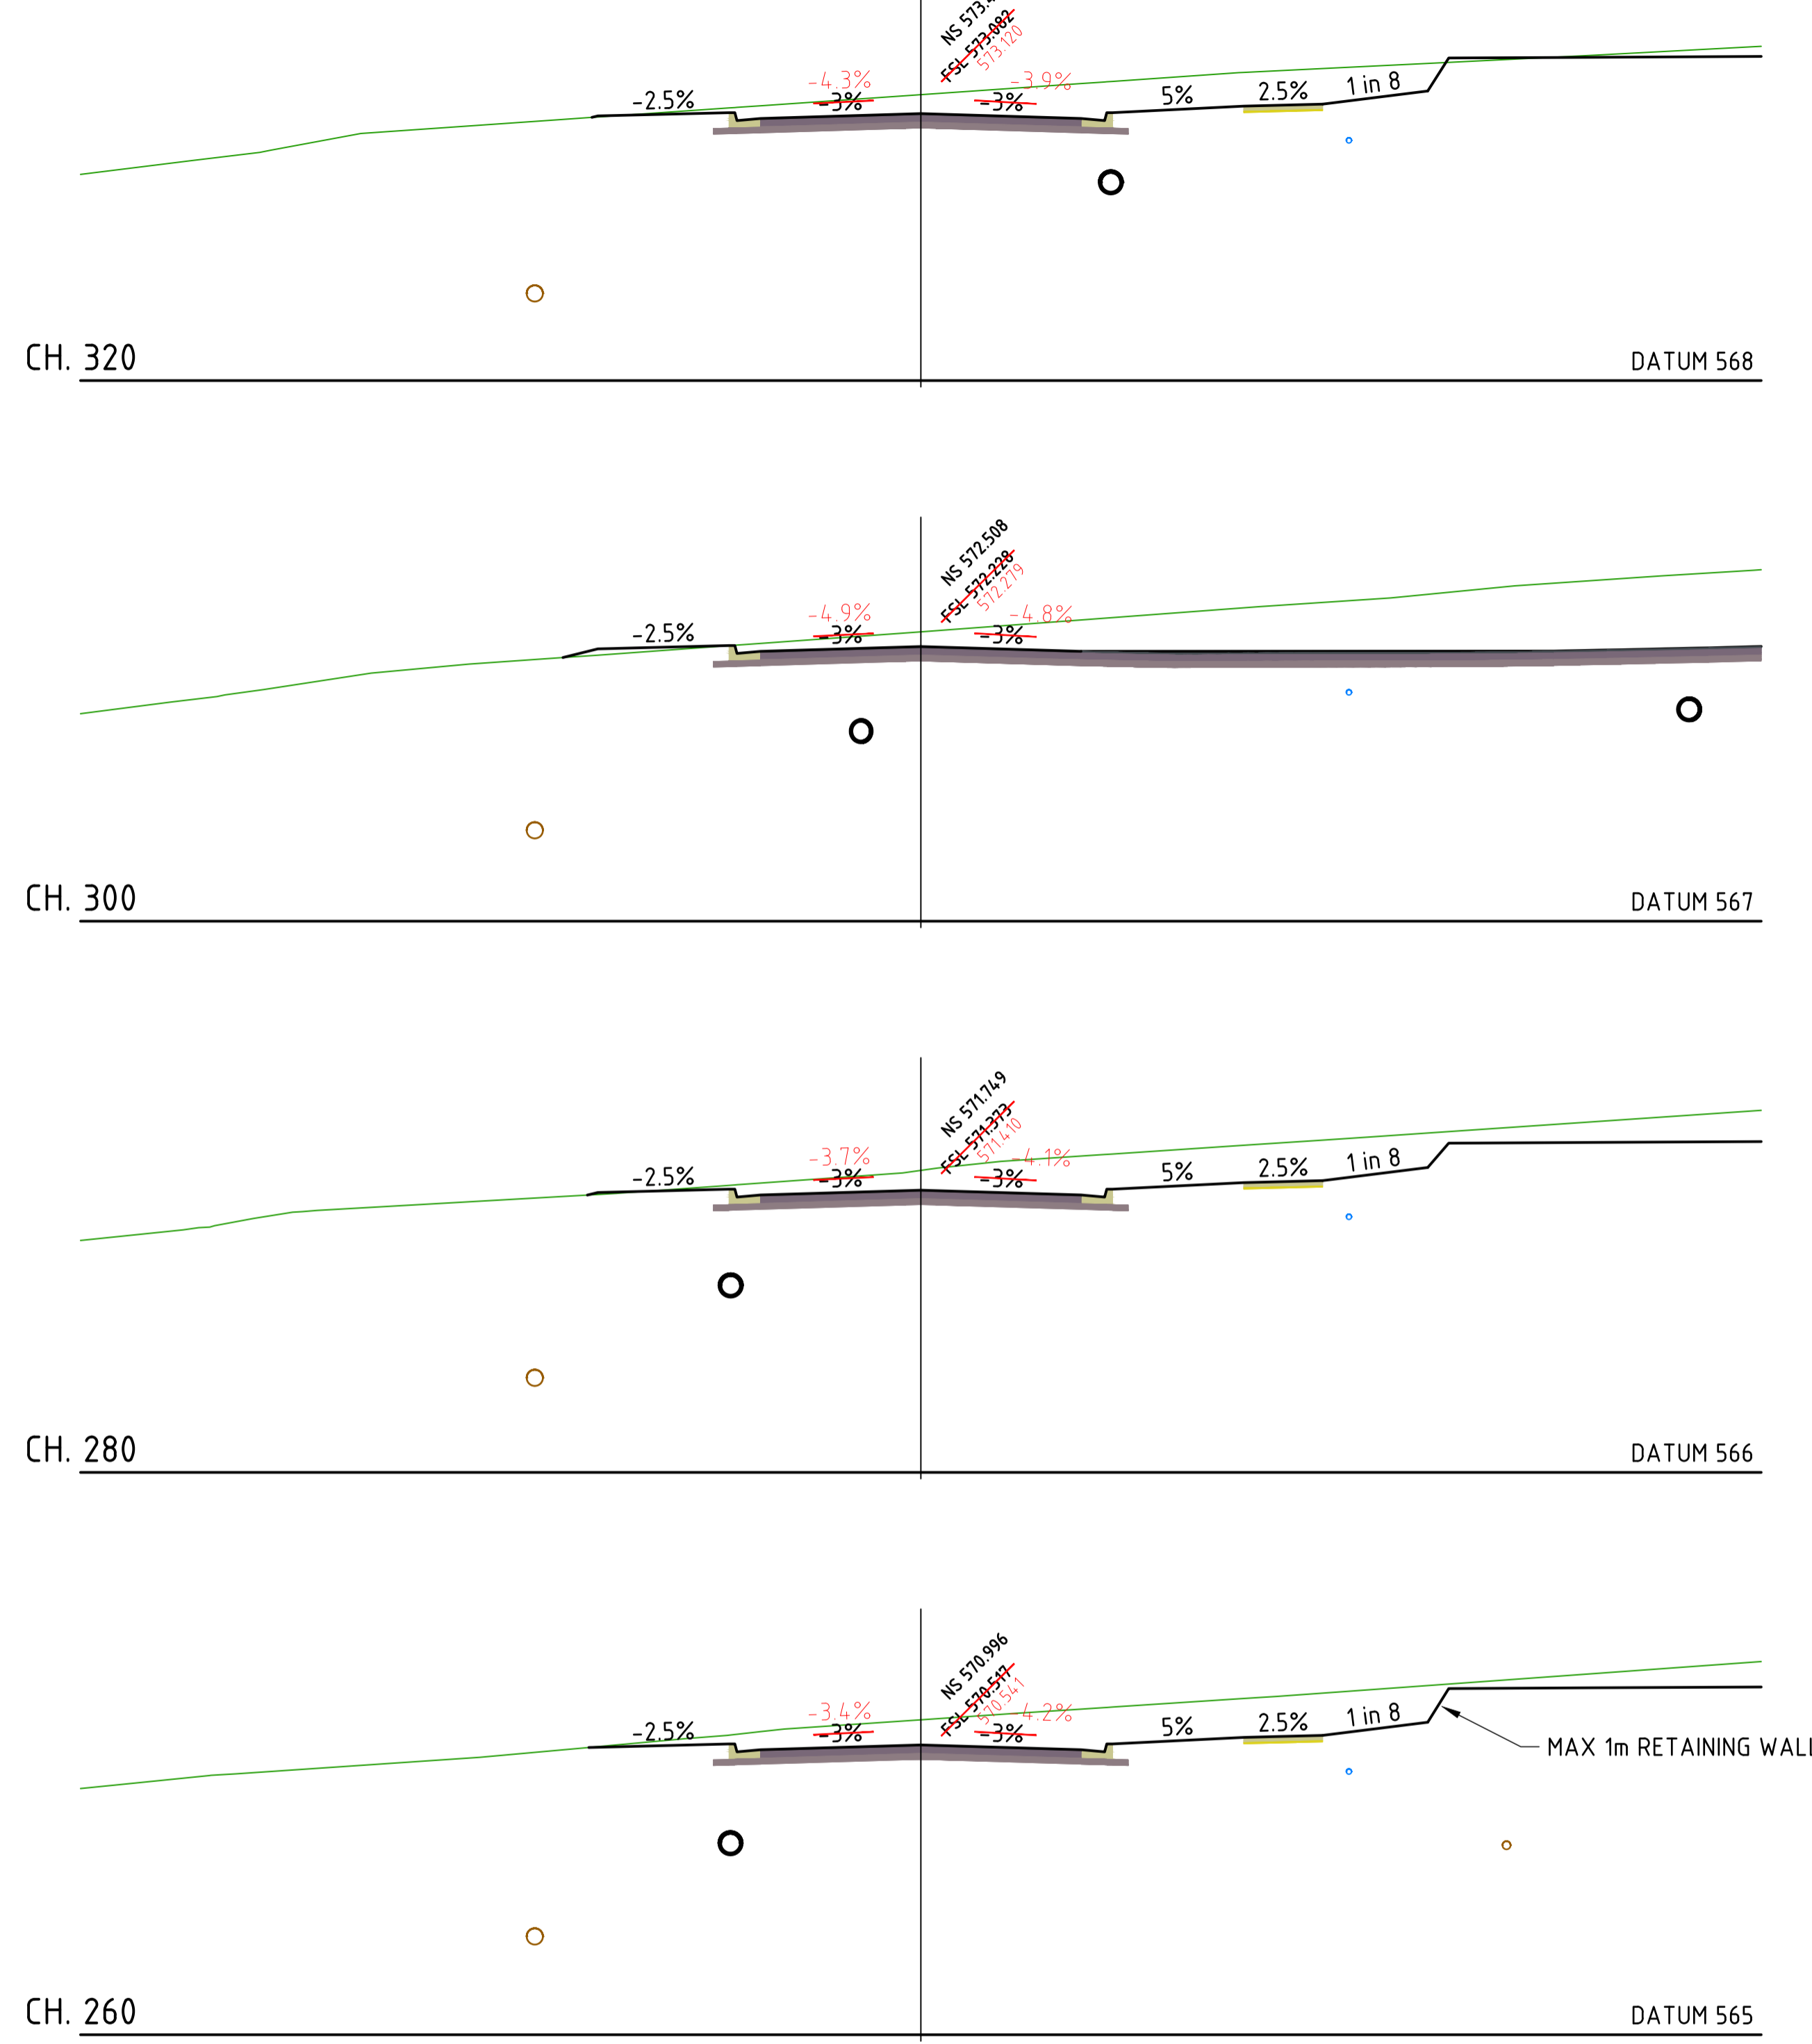 NS 573.4
FSL 573.082
573.120
-4.3%
-3.9%
-2.5%
-3%
-3%
5%
2.5%
1 in 8
CH. 320
DATUM 568
NS 572.508
FSL 572.228
572.279
-4.9%
-4.8%
-2.5%
-3%
-3%
CH. 300
DATUM 567
NS 571.749
FSL 571.373
571.410
-3.7%
-4.1%
-2.5%
-3%
-3%
5%
2.5%
1 in 8
CH. 280
DATUM 566
NS 570.996
FSL 570.517
570.541
-3.4%
-4.2%
-2.5%
-3%
-3%
5%
2.5%
1 in 8
MAX 1m RETAINING WALL
CH. 260
DATUM 565